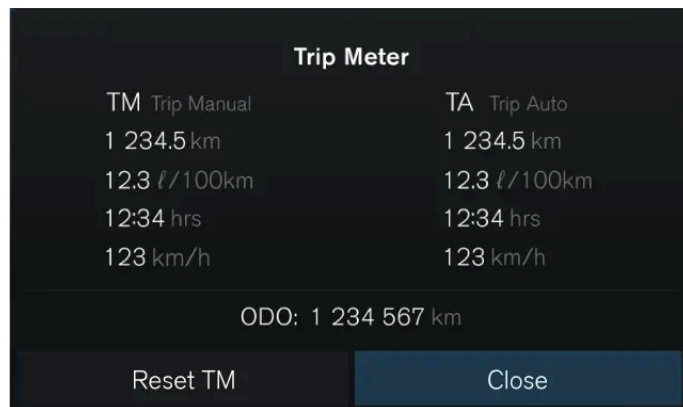 Trip Meter
TM Trip Manual TA Trip Auto
1 234.5 km 1 234.5 km
12.3 ℓ/100km 12.3 ℓ/100km
12:34 hrs 12:34 hrs
123 km/h 123 km/h
ODO: 1 234 567 km
Reset TM Close